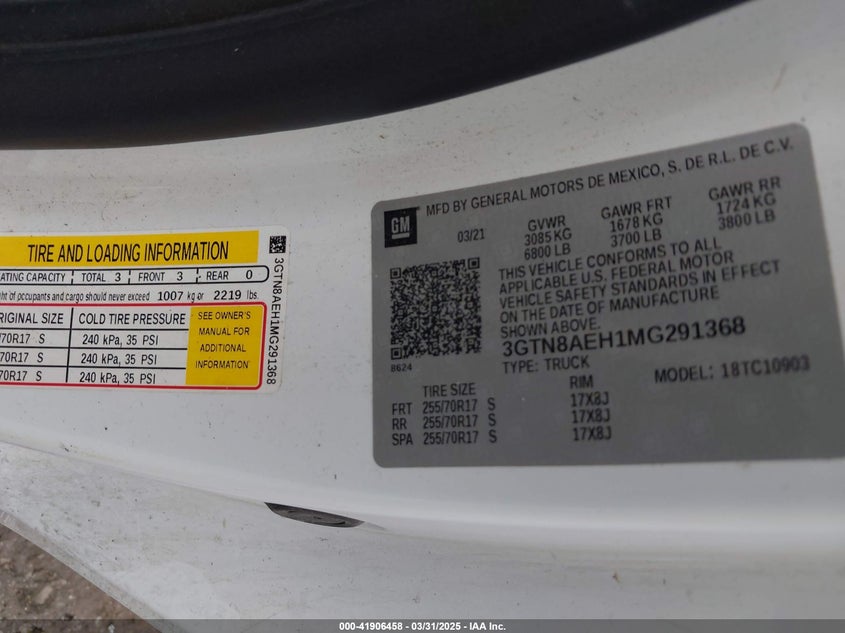 TIRE AND LOADING INFORMATION
ATING CAPACITY TOTAL 3 FRONT 3 REAR 0
of occupants and cargo should never exceed 1007 kg or 2219 lbs
RIGINAL SIZE COLD TIRE PRESSURE
/70R17 S 240 kPa, 35 PSI
/70R17 S 240 kPa, 35 PSI
70R17 S 240 kPa, 35 PSI
SEE OWNER'S
MANUAL FOR
ADDITIONAL
INFORMATION
3GTN8AEH1MG291368
GM
MFD BY GENERAL MOTORS DE MEXICO, S. DE R.L. DE C.V.
03/21
GVWR
3085 KG
6800 LB
GAWR FRT
1678 KG
3700 LB
GAWR RR
1724 KG
3800 LB
THIS VEHICLE CONFORMS TO ALL
APPLICABLE U.S. FEDERAL MOTOR
VEHICLE SAFETY STANDARDS IN EFFECT
ON THE DATE OF MANUFACTURE
SHOWN ABOVE.
3GTN8AEH1MG291368
8624
TYPE: TRUCK MODEL: 18TC10903
TIRE SIZE RIM
FRT 255/70R17 S 17X8J
RR 255/70R17 S 17X8J
SPA 255/70R17 S 17X8J
000-41906458 - 03/31/2025 - IAA Inc.